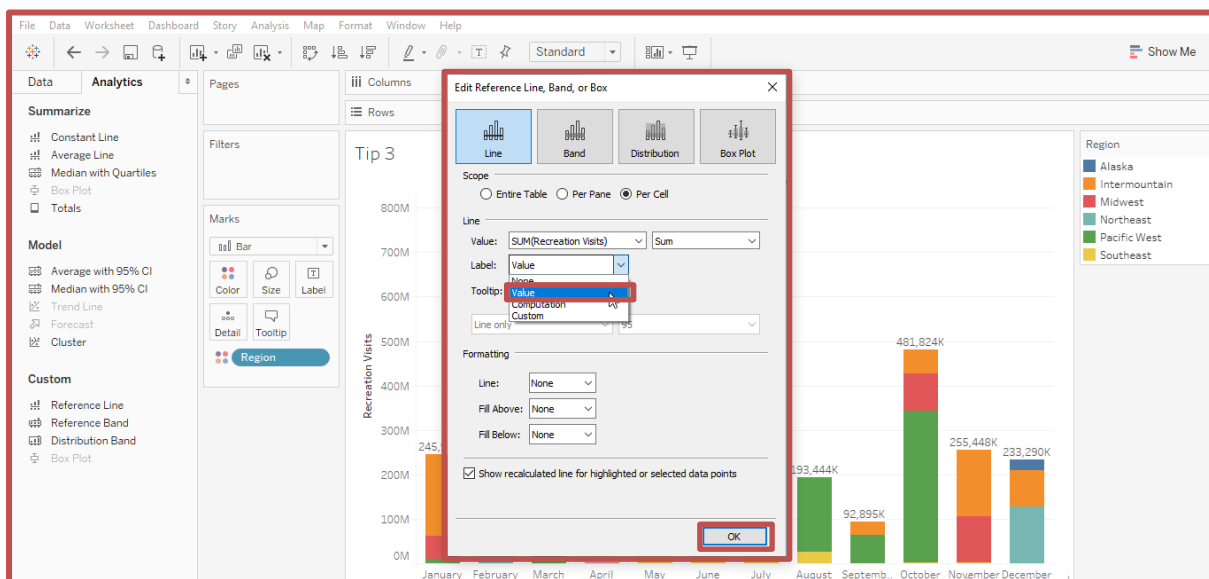 File Data Worksheet Dashboard Story Analysis Map Format Window Help
Standard
Show Me
Data Analytics
Summarize
Constant Line
Average Line
Median with Quartiles
Box Plot
Totals
Model
Average with 95% CI
Median with 95% CI
Trend Line
Forecast
Cluster
Custom
Reference Line
Reference Band
Distribution Band
Box Plot
Pages
Filters
Marks
Bar
Color Size Label
Detail Tooltip
Region
Columns
Rows
Tip 3
Recreation Visits
800M
700M
600M
500M
400M
300M
200M
100M
0M
245,
193,444K
92,895K
481,824K
255,448K
233,290K
January February March April May June July August Septemb.. October November December
Edit Reference Line, Band, or Box
Line Band Distribution Box Plot
Scope
Entire Table Per Pane Per Cell
Line
Value: SUM(Recreation Visits) Sum
Label: Value
None
Tooltip: Value
Computation
Custom
Line only 95
Formatting
Line: None
Fill Above: None
Fill Below: None
Show recalculated line for highlighted or selected data points
OK
Region
Alaska
Intermountain
Midwest
Northeast
Pacific West
Southeast